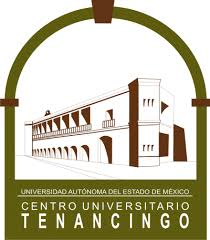 UNIVERSIDAD AUTÓNOMA DEL ESTADO DE MÉXICO
CENTRO UNIVERSITARIO
TENANCINGO